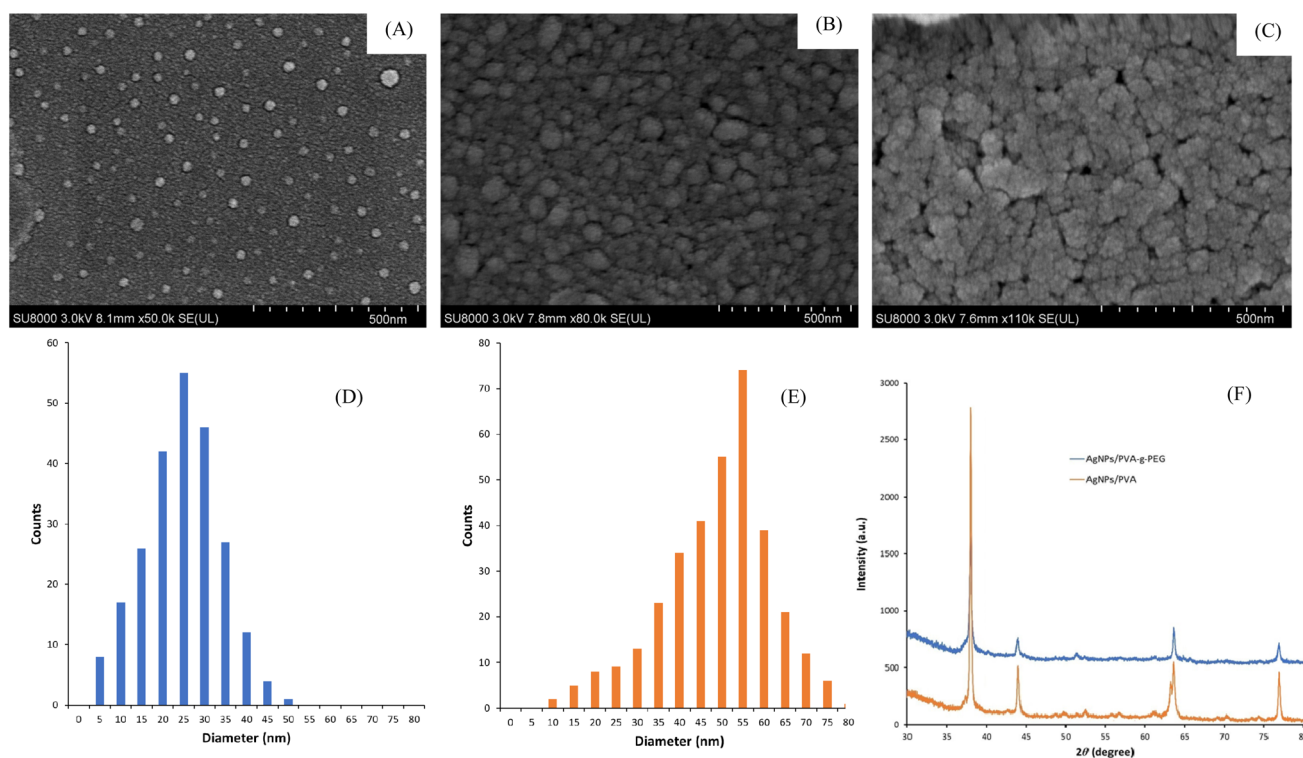 (A)
(B)
(C)
SU8000 3.0kV 8.1mm x50.0k SE(UL)
500nm
SU8000 3.0kV 7.8mm x80.0k SE(UL)
500nm
SU8000 3.0kV 7.6mm x110k SE(UL)
500nm
60
50
40
30
20
10
0
Counts
(D)
0 5 10 15 20 25 30 35 40 45 50 55 60 65 70 75 80
Diameter (nm)
80
70
60
50
40
30
20
10
0
Counts
(E)
0 5 10 15 20 25 30 35 40 45 50 55 60 65 70 75 80
Diameter (nm)
3000
2500
2000
1500
1000
500
0
Intensity (a.u.)
(F)
AgNPs/PVA-g-PEG
AgNPs/PVA
30 35 40 45 50 55 60 65 70 75 80
2θ (degree)